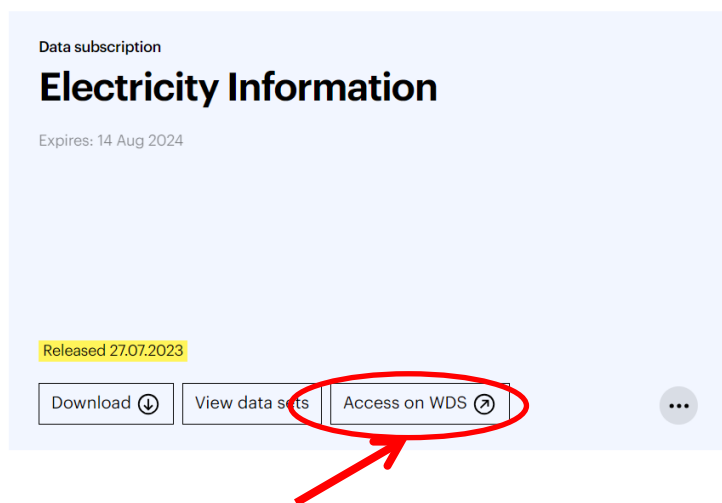 Data subscription
Electricity Information
Expires: 14 Aug 2024
Released 27.07.2023
Download View data sets Access on WDS